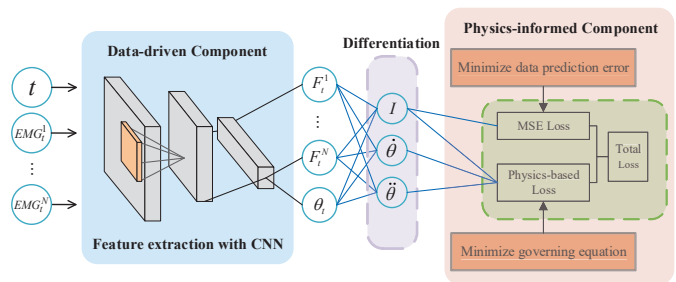 Physics-informed Component
Data-driven Component
Differentiation
Minimize data prediction error
t
EMG_t^1
⋮
EMG_t^N
F_t^1
⋮
F_t^N
θ_t
I
θ̇
θ̈
MSE Loss
Physics-based
Loss
Total
Loss
Feature extraction with CNN
Minimize governing equation